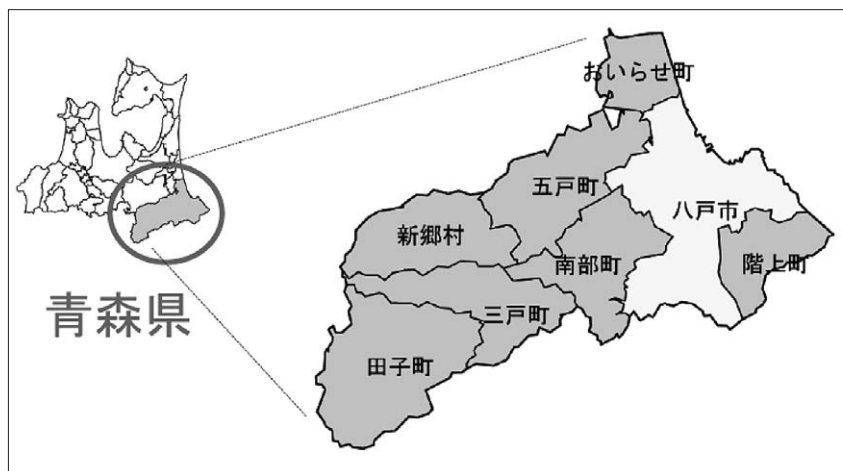 おいらせ町
五戸町
八戸市
新郷村
南部町
階上町
青森県
三戸町
田子町